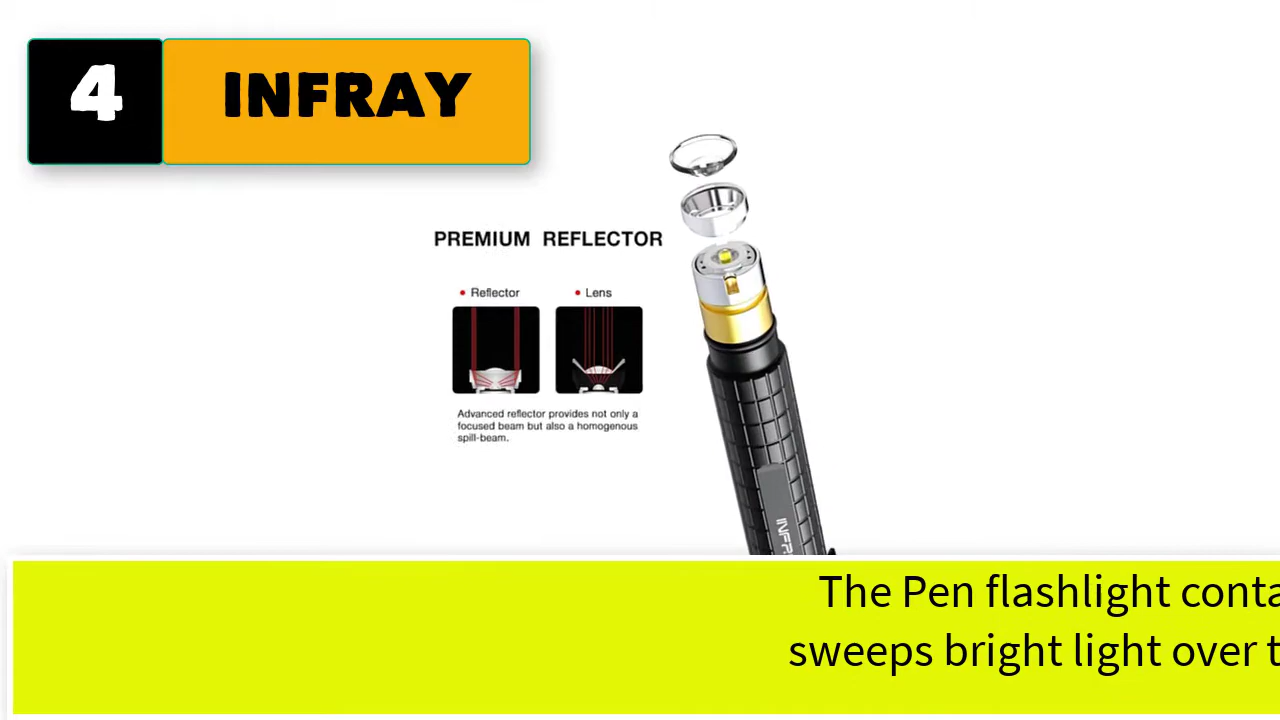 4 INFRAY
PREMIUM REFLECTOR
Reflector
Lens
Advanced reflector provides not only a
focused beam but also a homogenous
spill-beam.
The Pen flashlight
sweeps bright light over